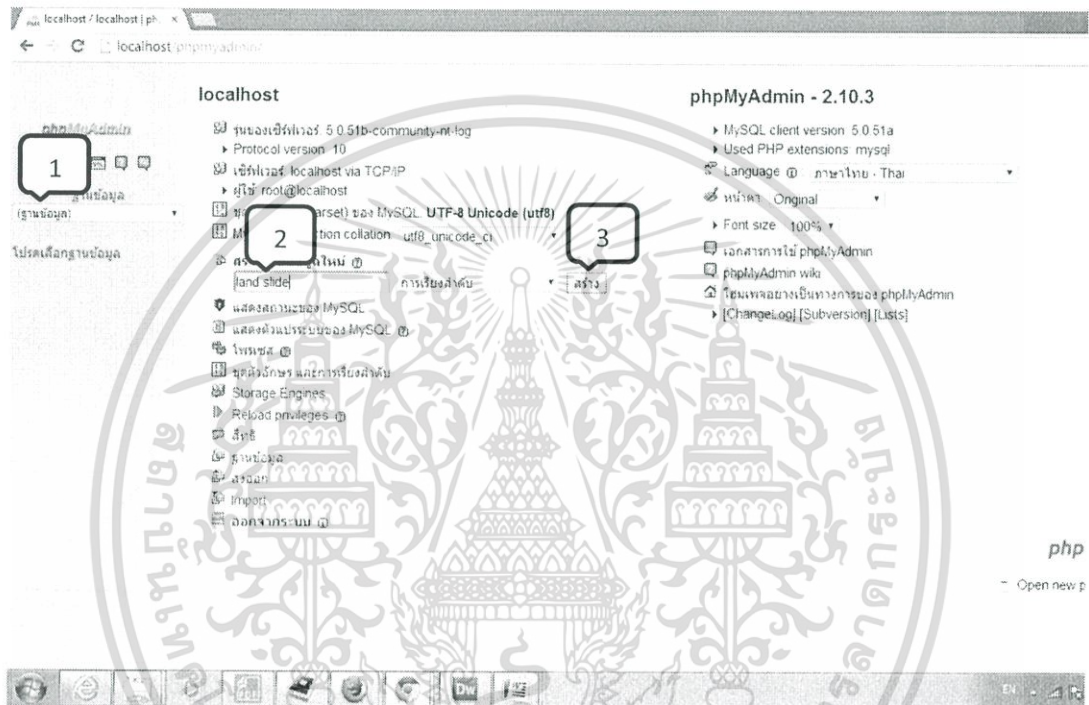 localhost / localhost | ph
localhost/phpmyadmin/
phpMyAdmin
1
ฐานข้อมูล
(ฐานข้อมูล)
โปรดเลือกฐานข้อมูล
localhost
รุ่นของเซิร์ฟเวอร์ 5.0.51b-community-nt-log
Protocol version 10
เซิร์ฟเวอร์ localhost via TCP/IP
ผู้ใช้ root@localhost
ของ MySQL: UTF-8 Unicode (utf8)
collation utf8_unicode_ci
2
3
land slide
การเรียงลำดับ
สร้าง
แสดงสถานะของ MySQL
แสดงตัวแปรระบบของ MySQL
โพรเซส
ชุดตัวอักษร และการเรียงลำดับ
Storage Engines
Reload privileges
สิทธิ
ฐานข้อมูล
ส่งออก
Import
ออกจากระบบ
phpMyAdmin - 2.10.3
MySQL client version 5.0.51a
Used PHP extensions mysql
Language ภาษาไทย - Thai
หน้าตา Original
Font size 100%
เอกสารการใช้ phpMyAdmin
phpMyAdmin wiki
โฮมเพจอย่างเป็นทางการของ phpMyAdmin
[ChangeLog] [Subversion] [Lists]
php
Open new p
Dw
EN